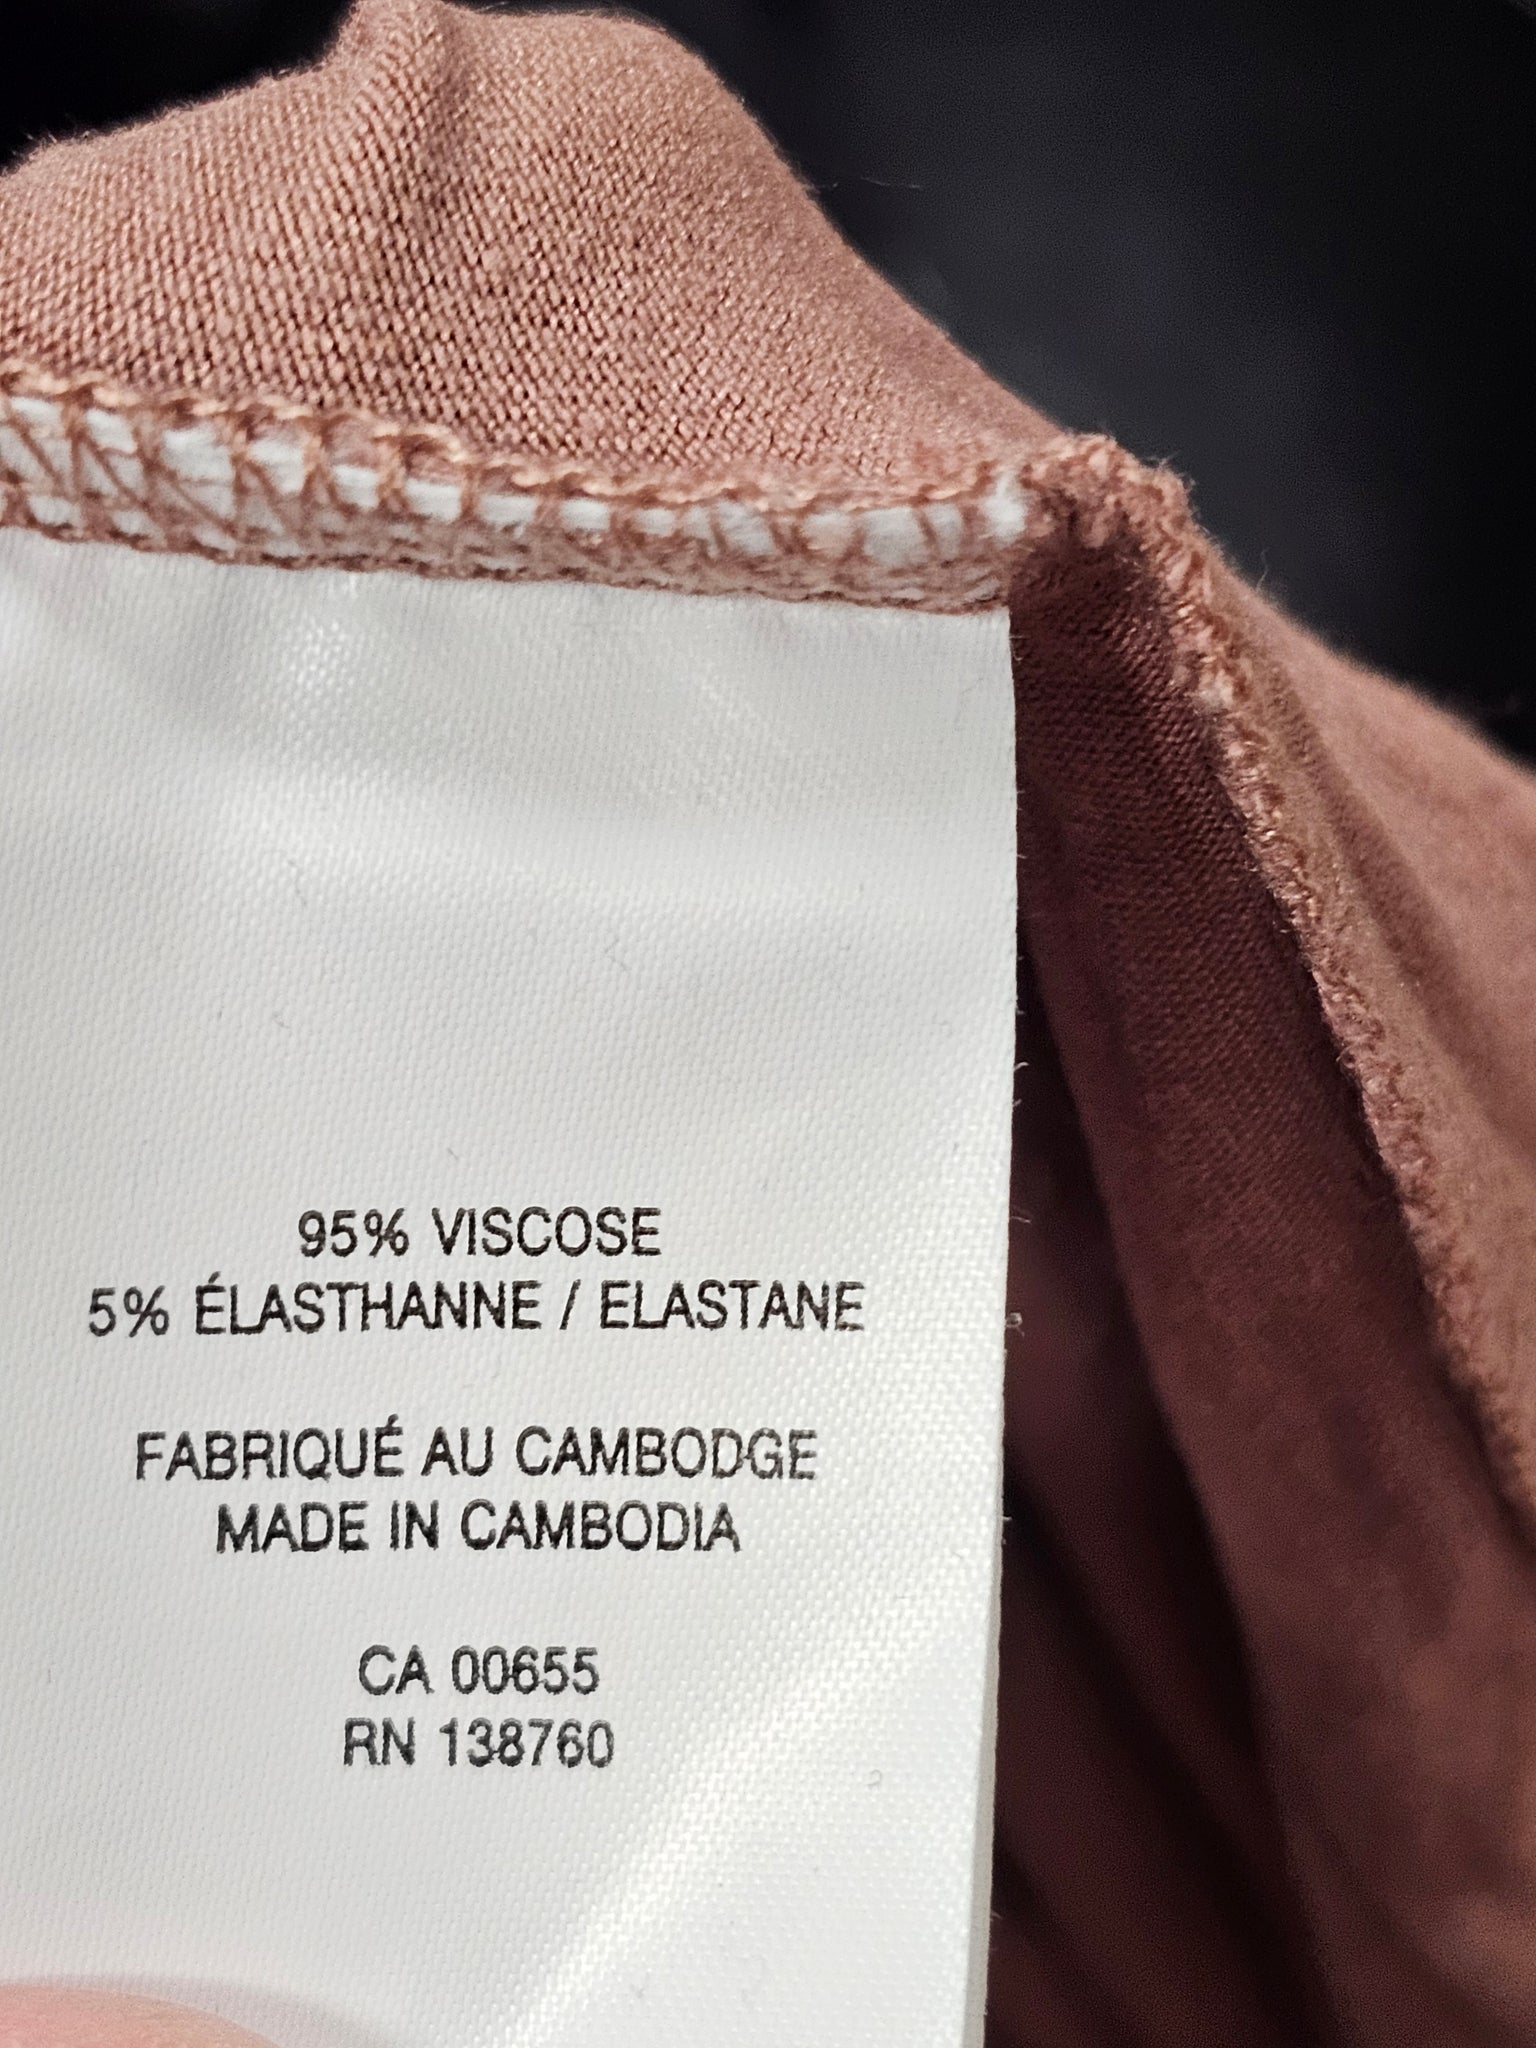 95% VISCOSE
5% ÉLASTHANNE / ELASTANE
FABRIQUÉ AU CAMBODGE
MADE IN CAMBODIA
CA 00655
RN 138760